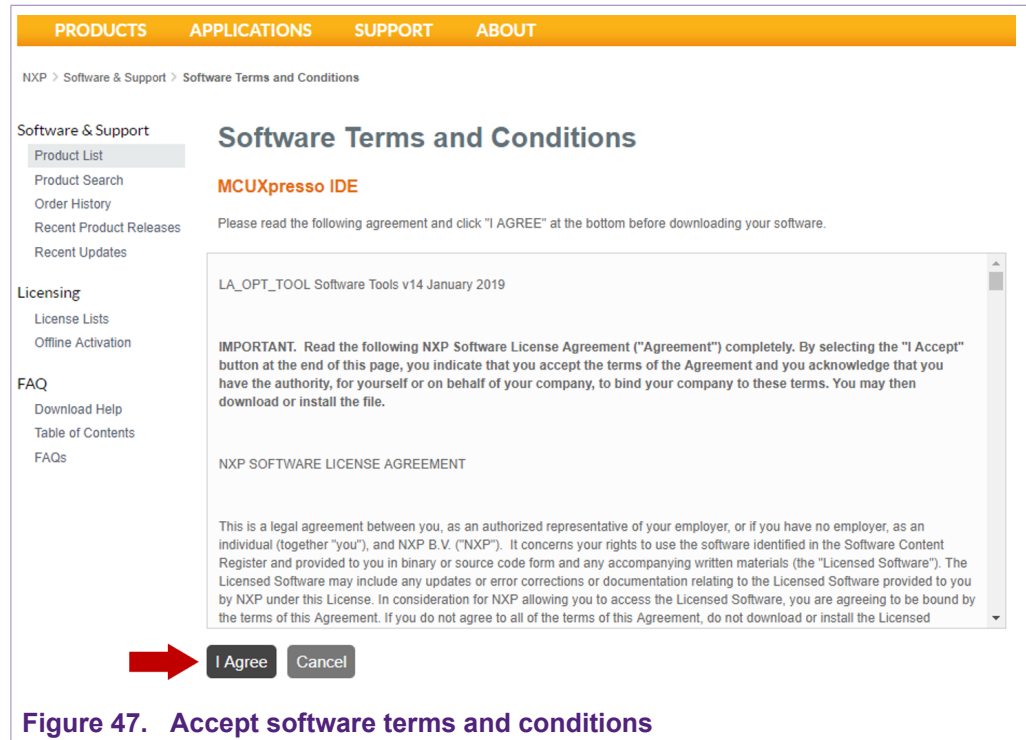 PRODUCTS APPLICATIONS SUPPORT ABOUT
NXP > Software & Support > Software Terms and Conditions
Software & Support
Product List
Product Search
Order History
Recent Product Releases
Recent Updates
Licensing
License Lists
Offline Activation
FAQ
Download Help
Table of Contents
FAQs
Software Terms and Conditions
MCUXpresso IDE
Please read the following agreement and click "I AGREE" at the bottom before downloading your software.
LA_OPT_TOOL Software Tools v14 January 2019
IMPORTANT. Read the following NXP Software License Agreement ("Agreement") completely. By selecting the "I Accept"
button at the end of this page, you indicate that you accept the terms of the Agreement and you acknowledge that you
have the authority, for yourself or on behalf of your company, to bind your company to these terms. You may then
download or install the file.
NXP SOFTWARE LICENSE AGREEMENT
This is a legal agreement between you, as an authorized representative of your employer, or if you have no employer, as an
individual (together "you"), and NXP B.V. ("NXP"). It concerns your rights to use the software identified in the Software Content
Register and provided to you in binary or source code form and any accompanying written materials (the "Licensed Software"). The
Licensed Software may include any updates or error corrections or documentation relating to the Licensed Software provided to you
by NXP under this License. In consideration for NXP allowing you to access the Licensed Software, you are agreeing to be bound by
the terms of this Agreement. If you do not agree to all of the terms of this Agreement, do not download or install the Licensed
I Agree Cancel
Figure 47. Accept software terms and conditions